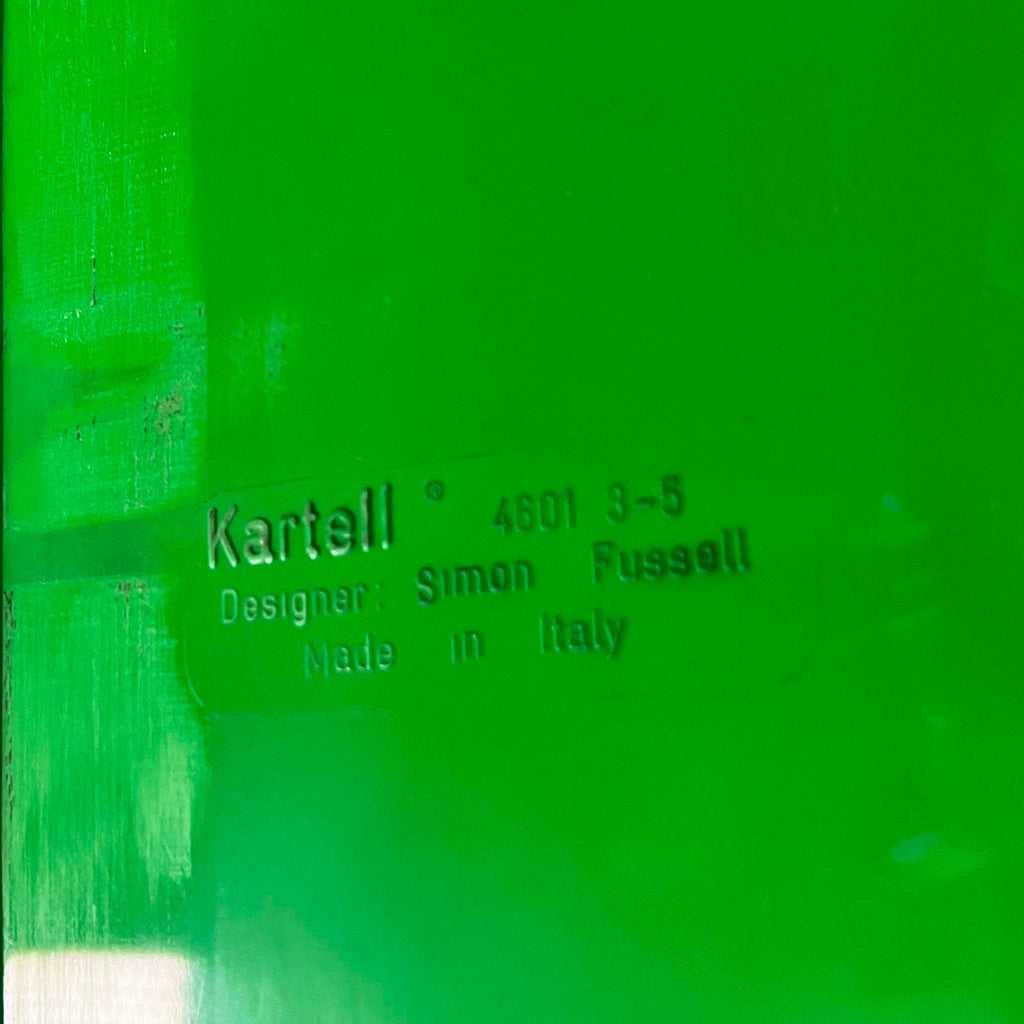 Kartell ® 4601 3-5
Designer: Simon Fussell
Made in Italy